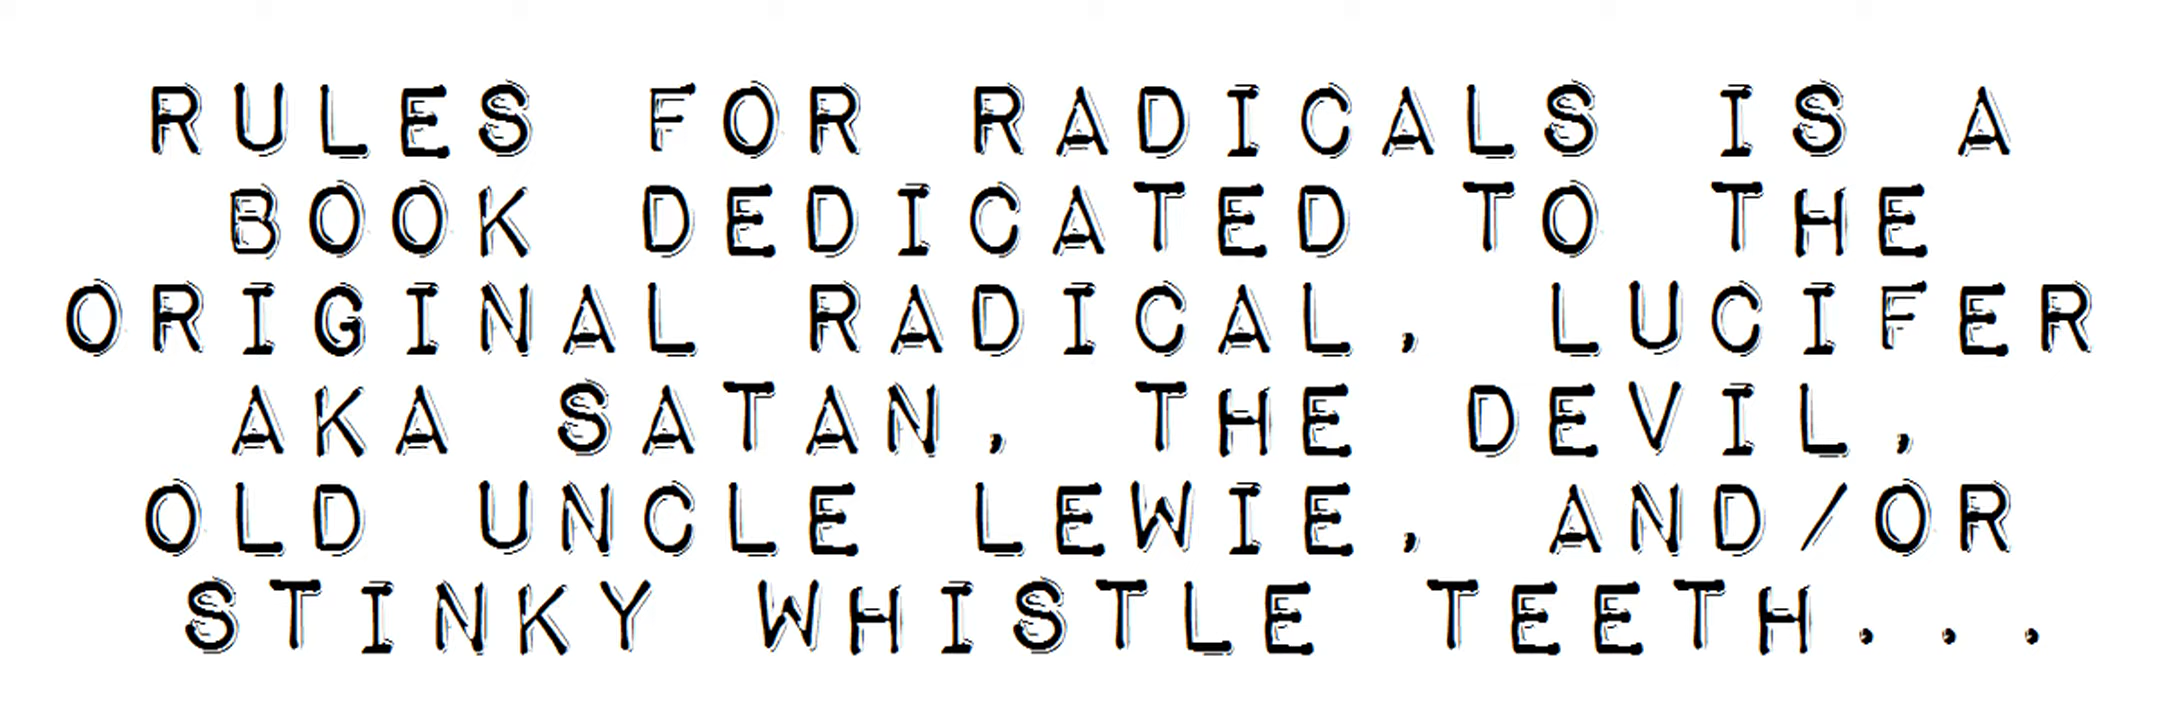 RULES FOR RADICALS IS A
BOOK DEDICATED TO THE
ORIGINAL RADICAL, LUCIFER
AKA SATAN, THE DEVIL,
OLD UNCLE LEWIE, AND/OR
STINKY WHISTLE TEETH...